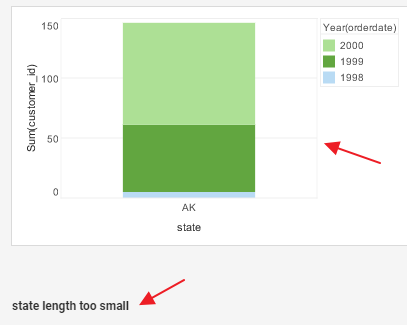 150
100
50
0
Sum(customer_id)
AK
state
Year(orderdate)
2000
1999
1998
state length too small